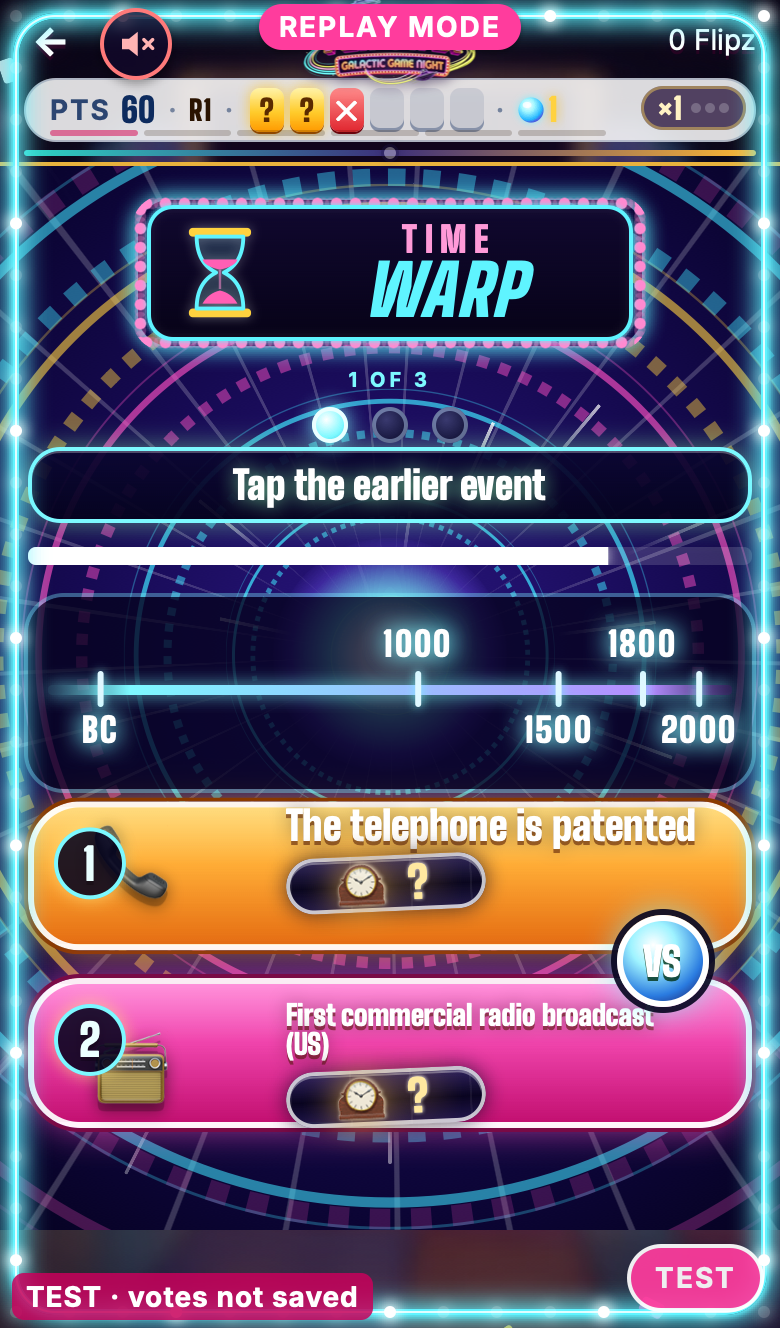 REPLAY MODE
0 Flipz
GALACTIC GAME NIGHT
PTS 60 · R1 · ? ? × · 1 ×1
TIME
WARP
1 OF 3
Tap the earlier event
1000 1800
BC 1500 2000
The telephone is patented
1
?
VS
First commercial radio broadcast
(US)
2
?
TEST
TEST · votes not saved